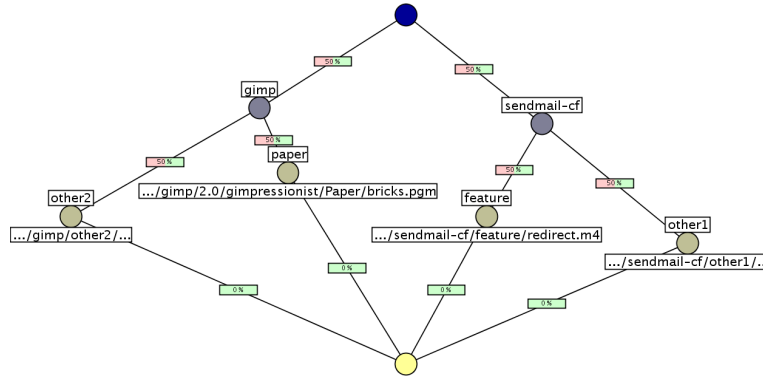 50 %
50 %
gimp
sendmail-cf
50 %
paper
50 %
50 %
50 %
.../gimp/2.0/gimpressionist/Paper/bricks.pgm
other2
feature
other1
.../gimp/other2/...
.../sendmail-cf/feature/redirect.m4
.../sendmail-cf/other1/...
0 %
0 %
0 %
0 %